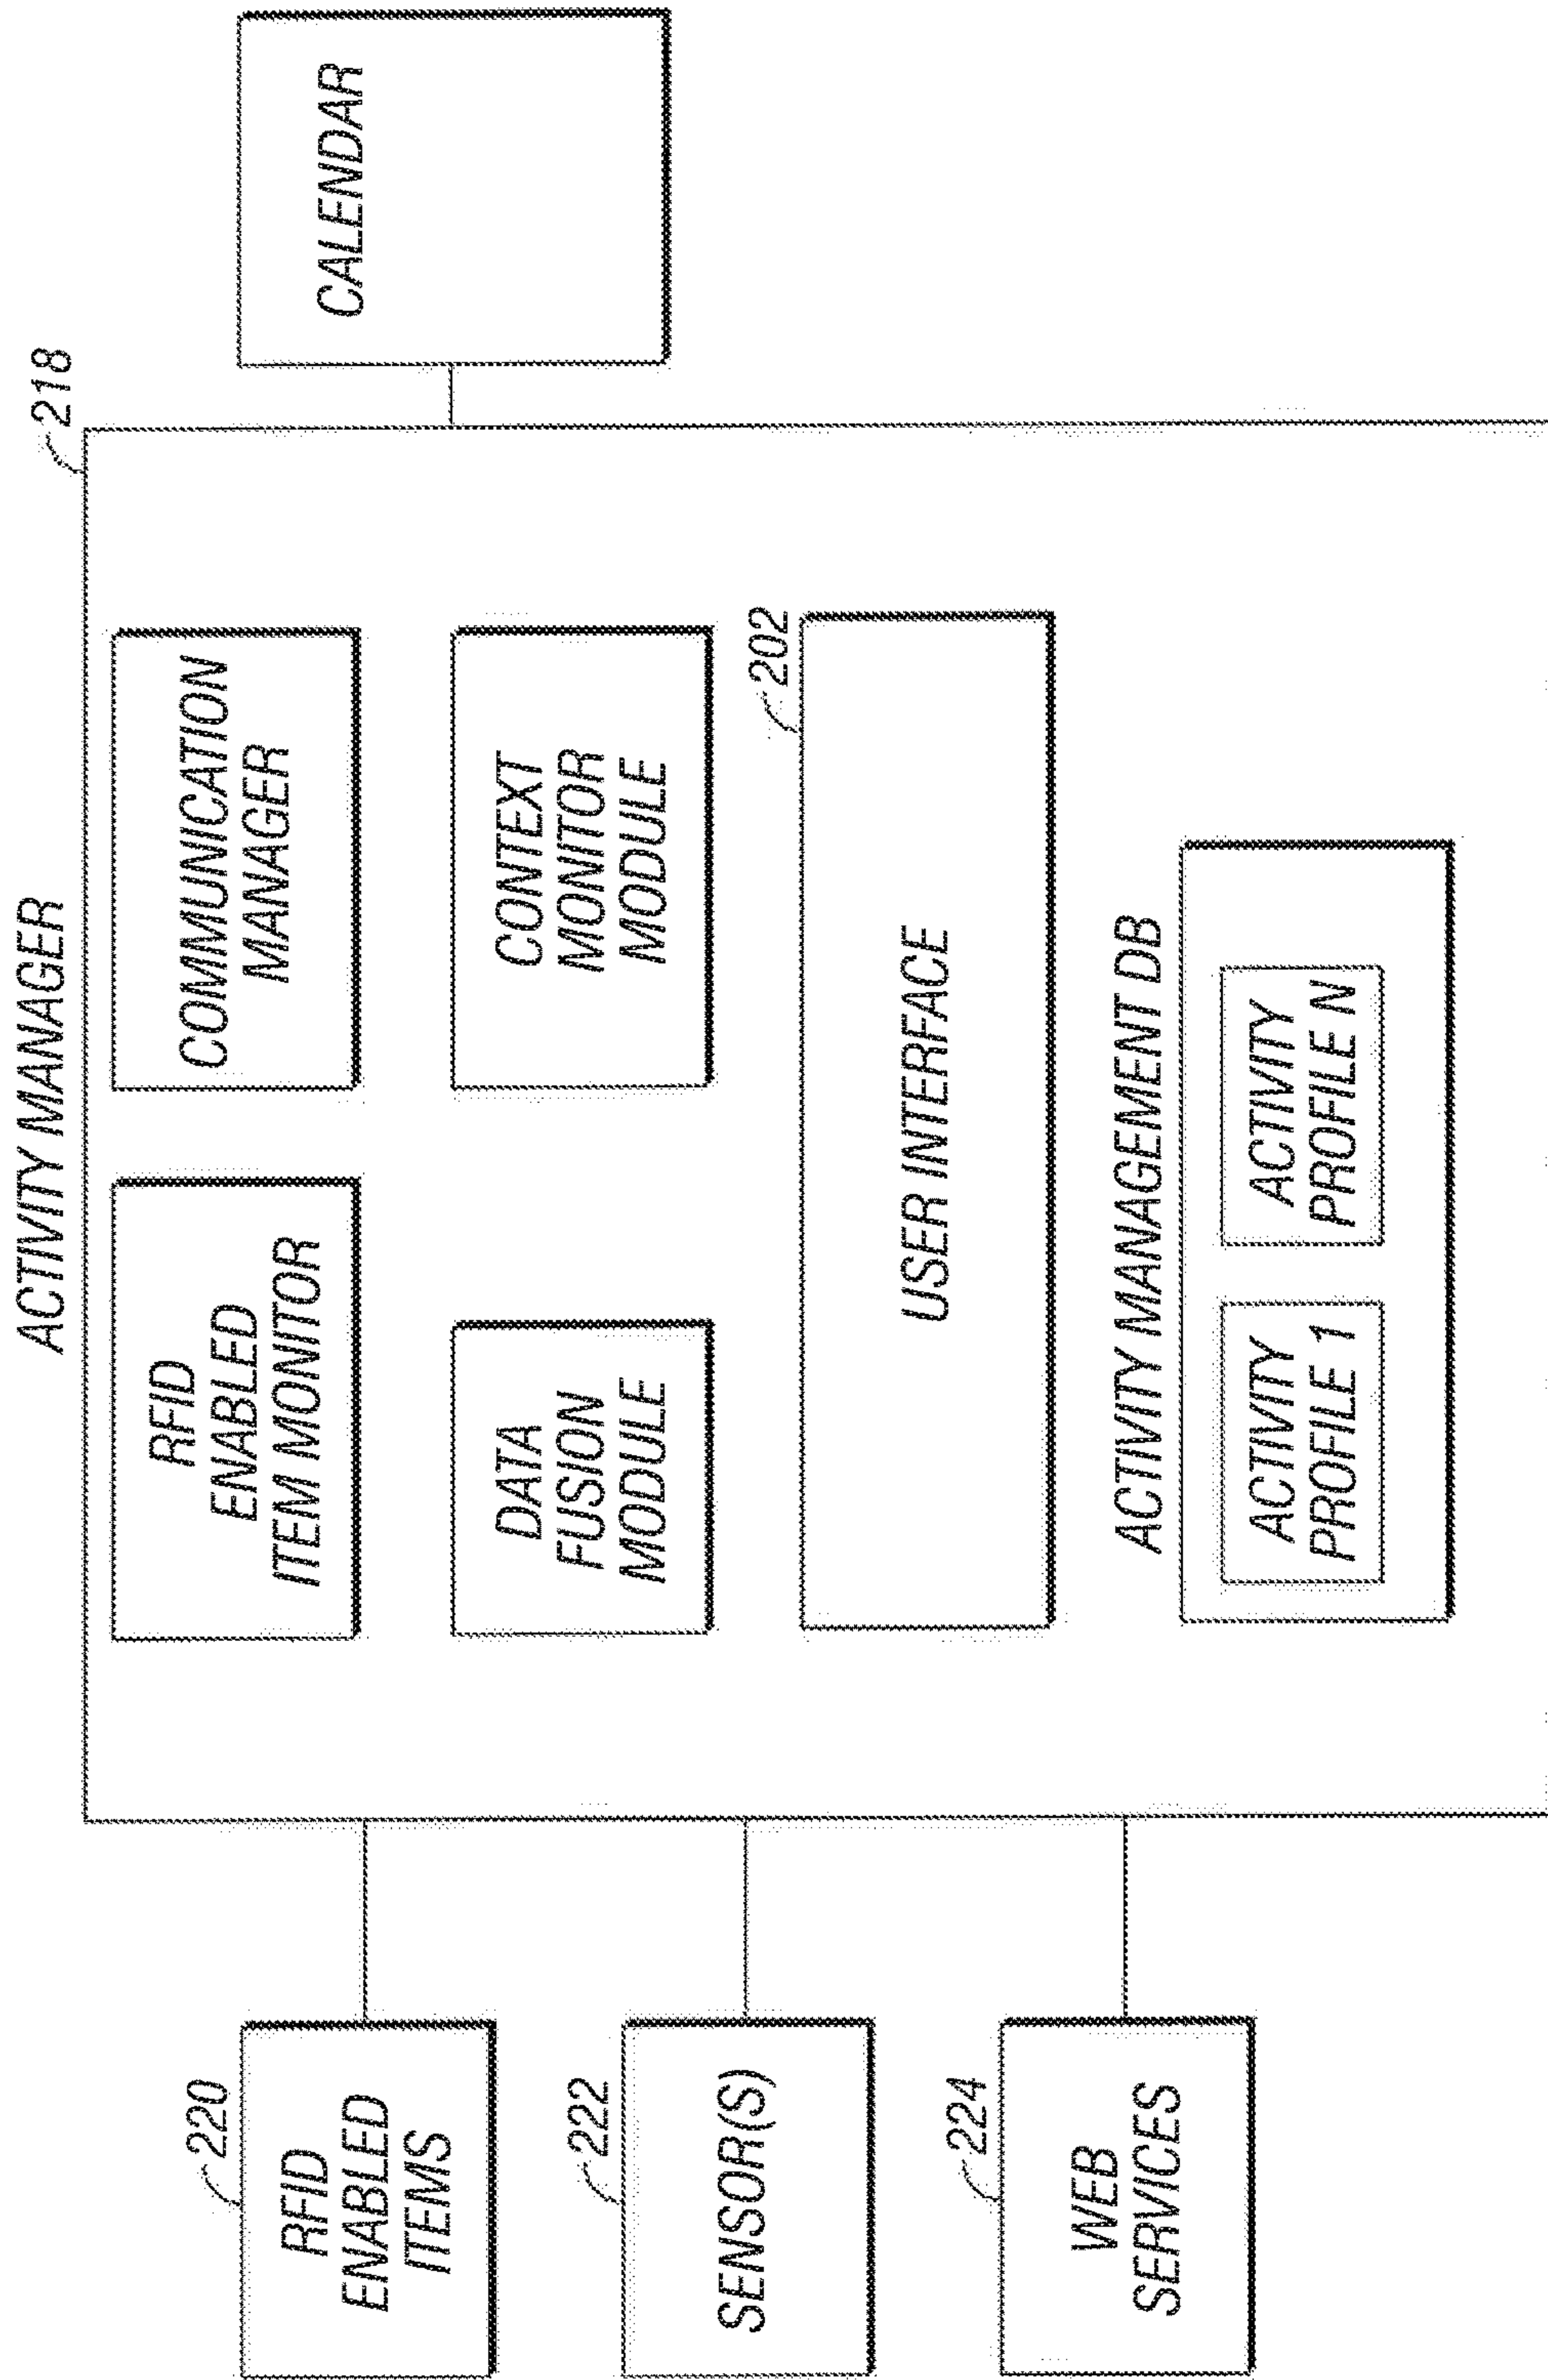 ACTIVITY MANAGER
218
220
RFID
ENABLED
ITEMS
222
SENSOR(S)
224
WEB
SERVICES
RFID
ENABLED
ITEM MONITOR
COMMUNICATION
MANAGER
DATA
FUSION
MODULE
CONTEXT
MONITOR
MODULE
202
USER INTERFACE
ACTIVITY MANAGEMENT DB
ACTIVITY
PROFILE 1
ACTIVITY
PROFILE N
CALENDAR